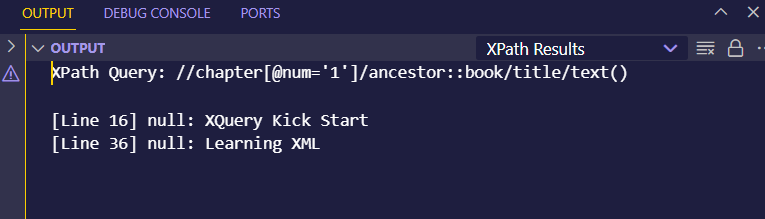 OUTPUT DEBUG CONSOLE PORTS
OUTPUT XPath Results
XPath Query: //chapter[@num='1']/ancestor::book/title/text()
[Line 16] null: XQuery Kick Start
[Line 36] null: Learning XML